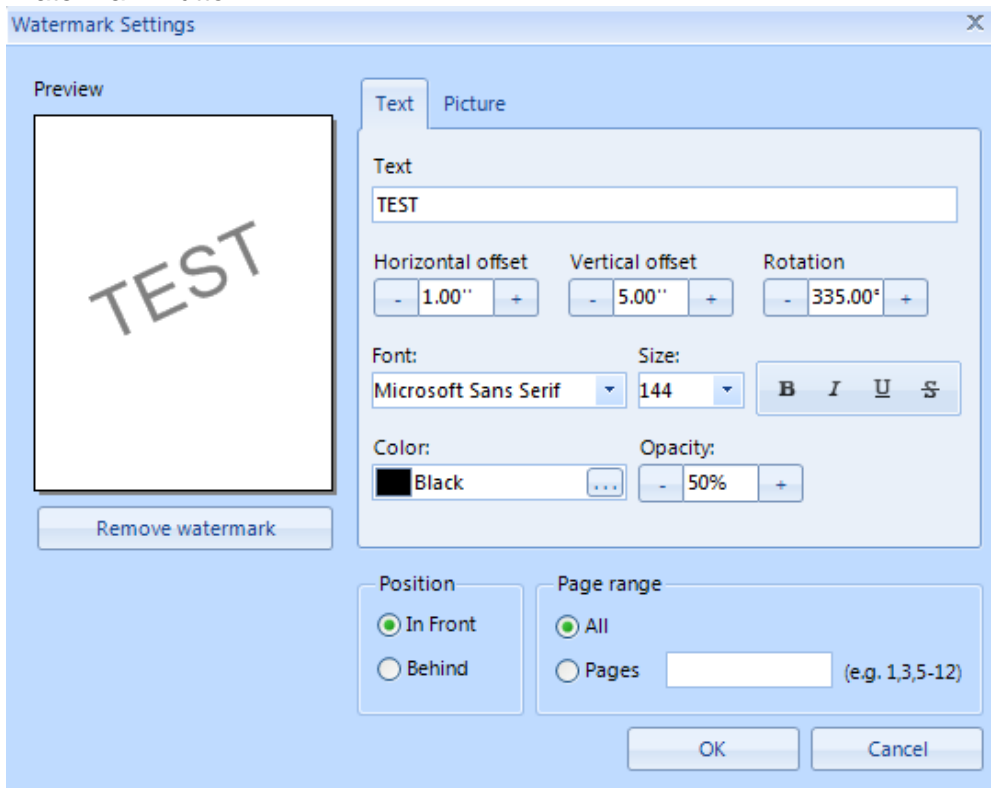 Watermark Settings
X
Preview
Text Picture
TEST
Text
TEST
Horizontal offset Vertical offset Rotation
- 1.00'' + - 5.00'' + - 335.00° +
Font: Size:
Microsoft Sans Serif 144 B I U S
Color: Opacity:
Black ... - 50% +
Remove watermark
Position Page range
In Front All
Behind Pages (e.g. 1,3,5-12)
OK Cancel